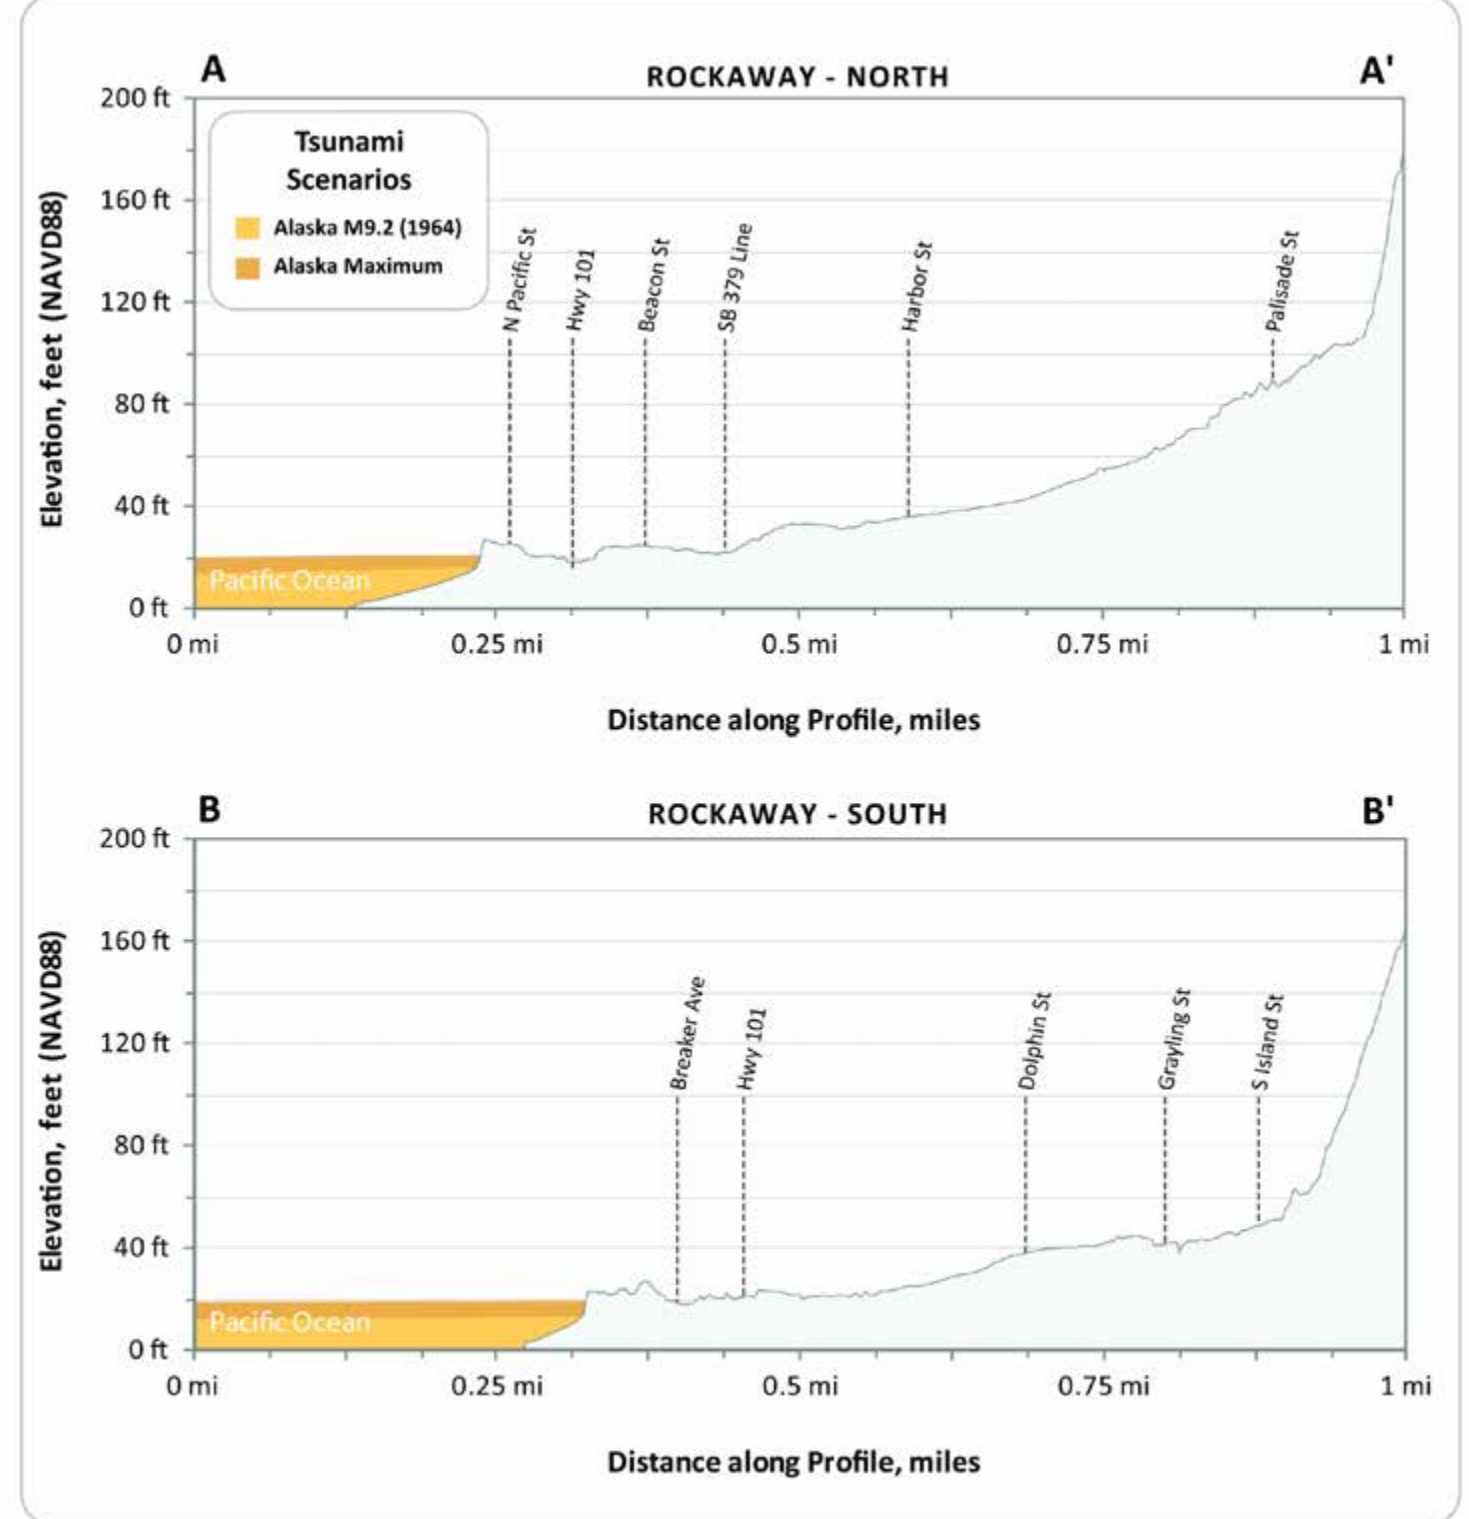 A
ROCKAWAY - NORTH
A'
200 ft
160 ft
120 ft
80 ft
40 ft
0 ft
Elevation, feet (NAVD88)
Tsunami
Scenarios
Alaska M9.2 (1964)
Alaska Maximum
N Pacific St
Hwy 101
Beacon St
SB 379 Line
Harbor St
Palisade St
Pacific Ocean
0 mi
0.25 mi
0.5 mi
0.75 mi
1 mi
Distance along Profile, miles
B
ROCKAWAY - SOUTH
B'
200 ft
160 ft
120 ft
80 ft
40 ft
0 ft
Elevation, feet (NAVD88)
Breaker Ave
Hwy 101
Dolphin St
Grayling St
S Island St
Pacific Ocean
0 mi
0.25 mi
0.5 mi
0.75 mi
1 mi
Distance along Profile, miles